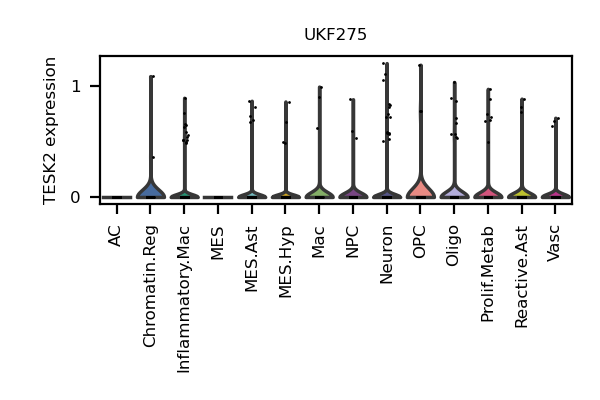 UKF275
TESK2 expression
1
0
AC
Chromatin.Reg
Inflammatory.Mac
MES
MES.Ast
MES.Hyp
Mac
NPC
Neuron
OPC
Oligo
Prolif.Metab
Reactive.Ast
Vasc